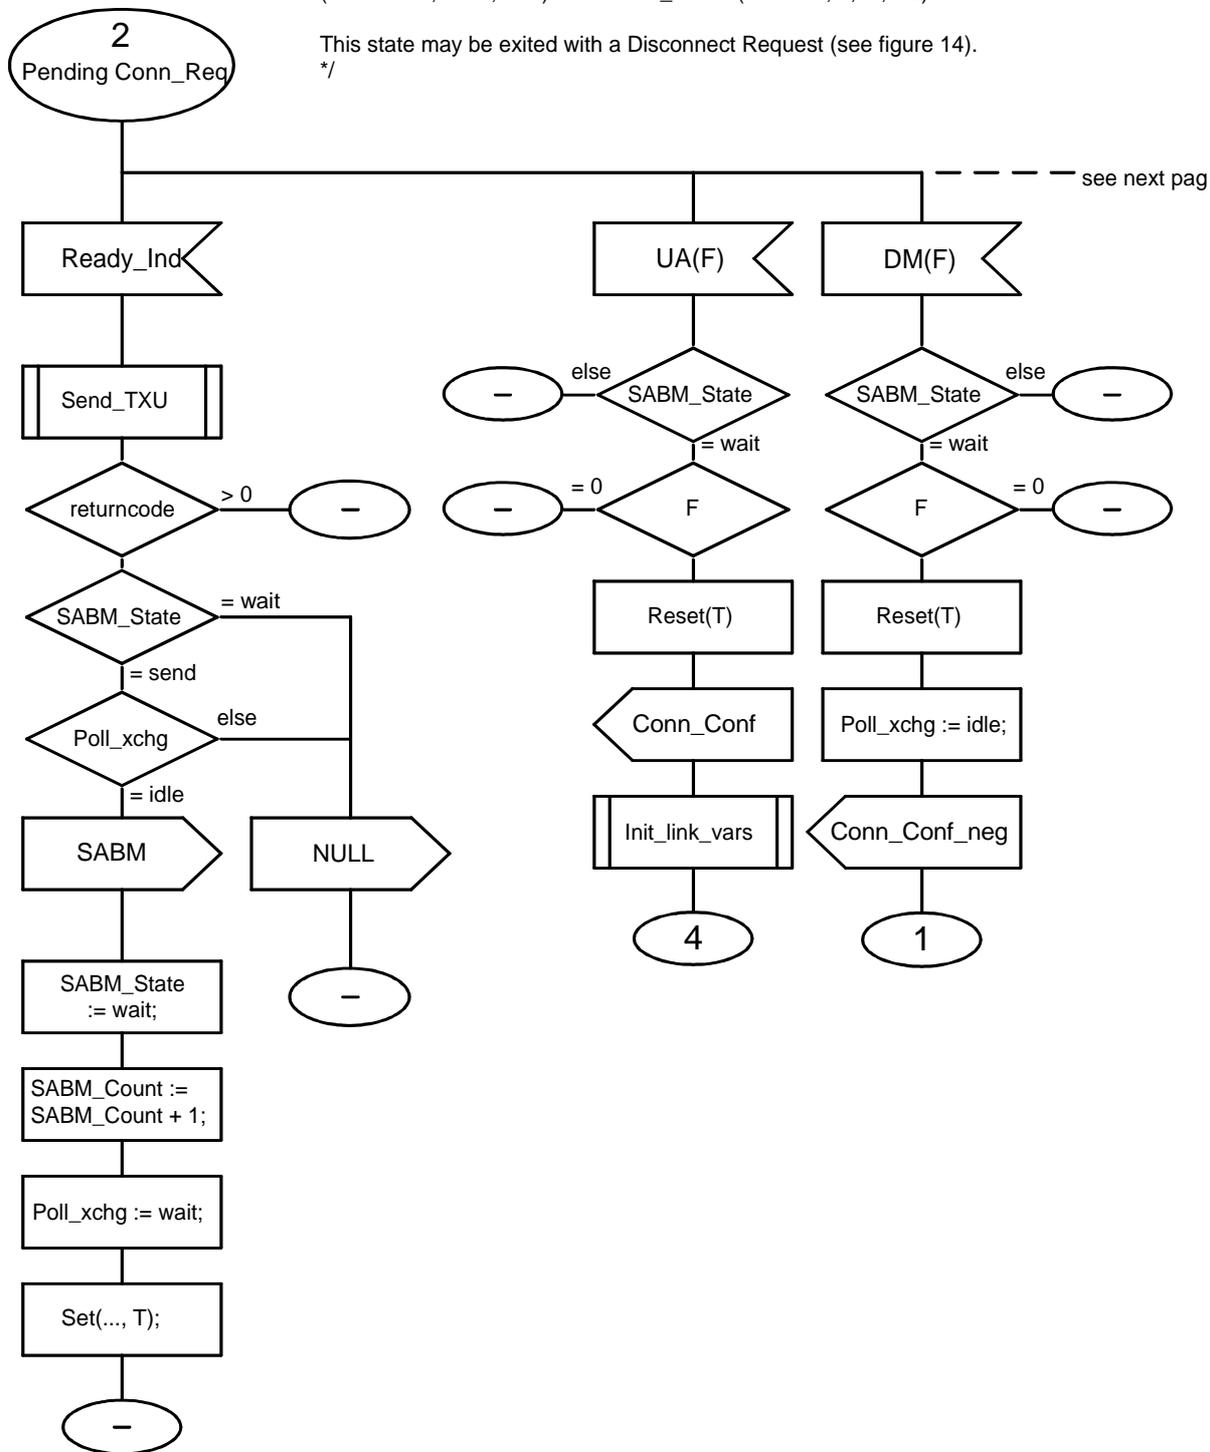 2
Pending Conn_Req
This state may be exited with a Disconnect Request (see figure 14).
*/
see next pag
Ready_Ind
UA(F)
DM(F)
Send_TXU
else
SABM_State
–
= wait
SABM_State
else
–
= wait
returncode
> 0
–
= 0
F
–
F
= 0
–
SABM_State
= wait
= send
Reset(T)
Reset(T)
Poll_xchg
else
= idle
Conn_Conf
Poll_xchg := idle;
SABM
NULL
Init_link_vars
Conn_Conf_neg
4
1
SABM_State
:= wait;
–
SABM_Count :=
SABM_Count + 1;
Poll_xchg := wait;
Set(..., T);
–